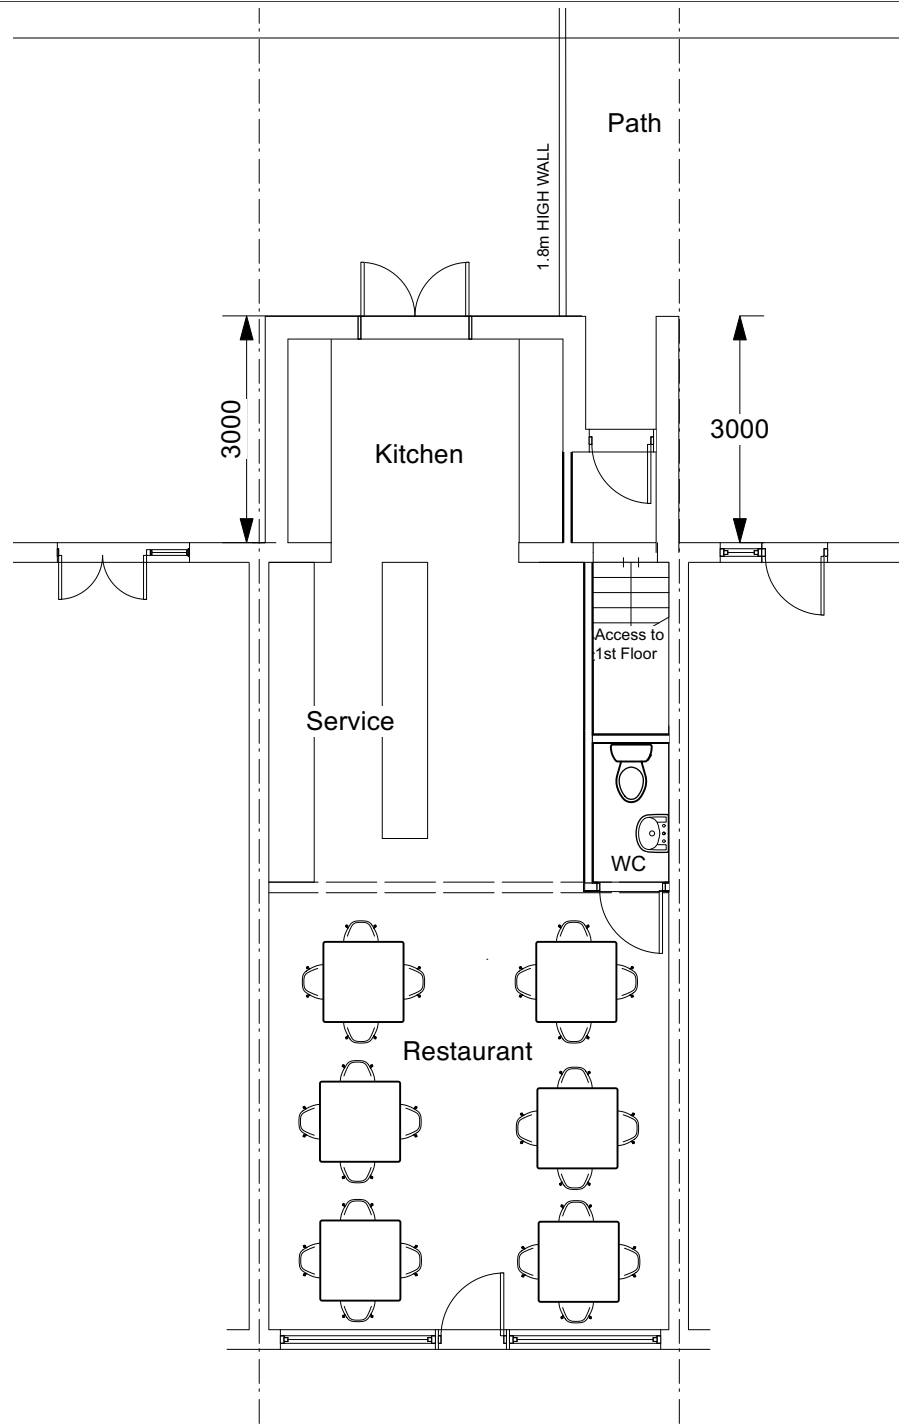 Path
1.8m HIGH WALL
3000
3000
Kitchen
Access to
1st Floor
Service
WC
Restaurant